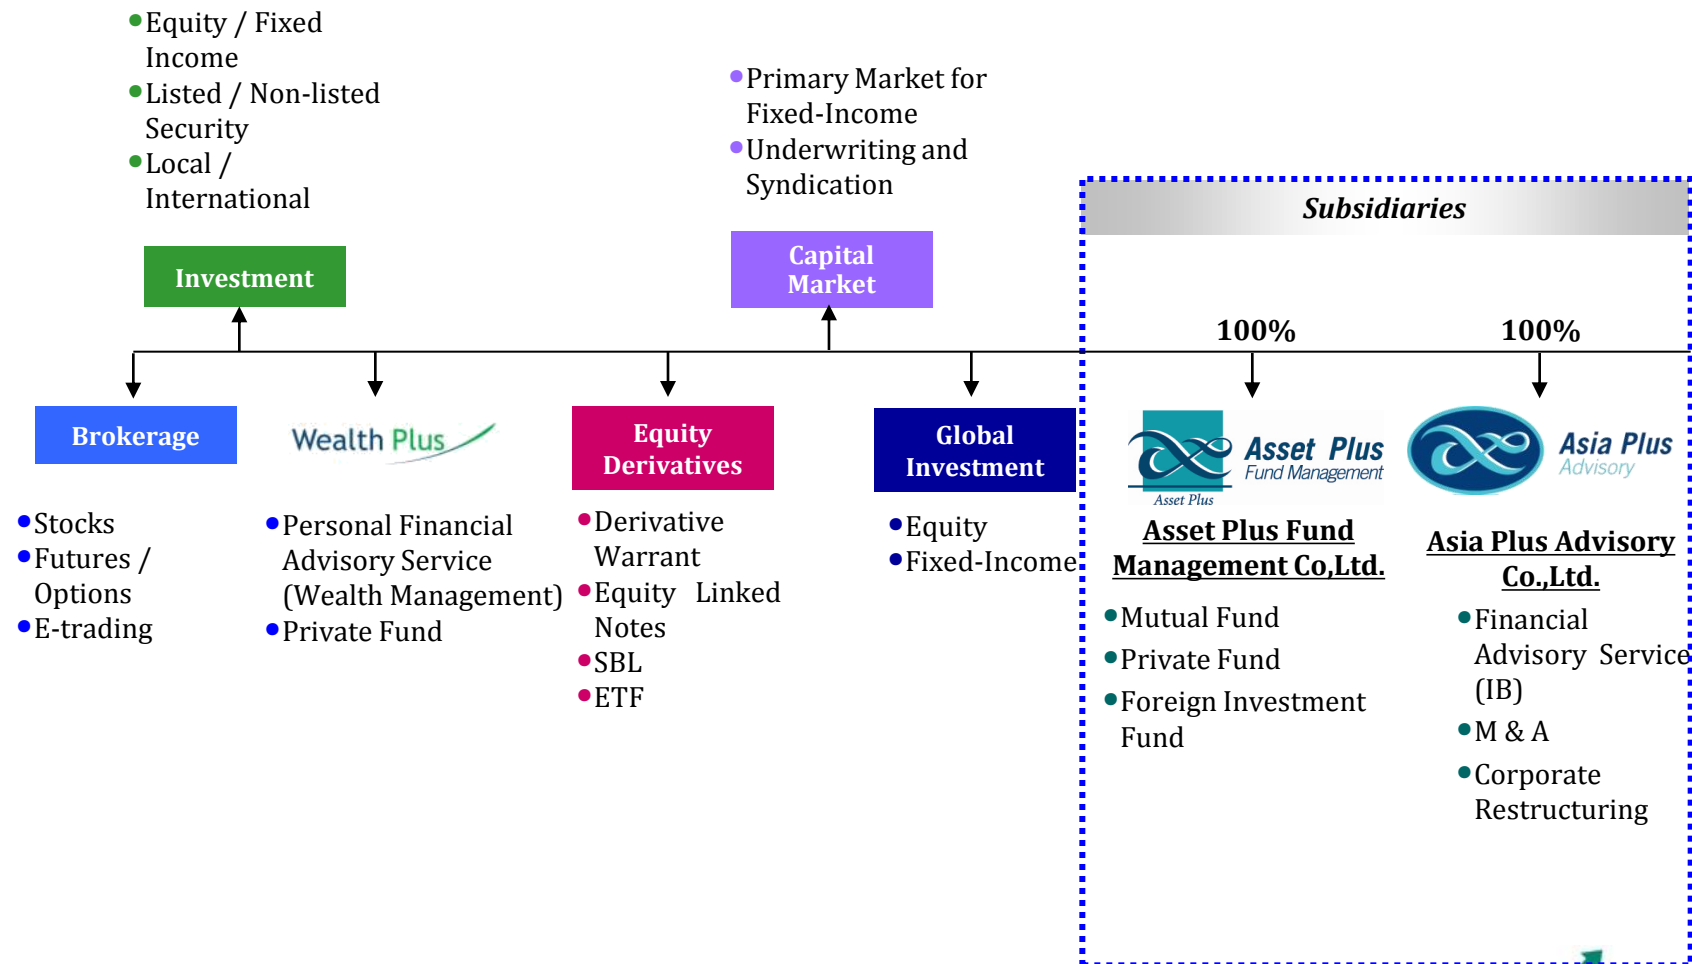 •Equity / Fixed
Income
•Listed / Non-listed
Security
•Local /
International
•Primary Market for
Fixed-Income
•Underwriting and
Syndication
Subsidiaries
Investment
Capital
Market
100%
100%
Brokerage
Wealth Plus
Equity
Derivatives
Global
Investment
Asset Plus
Fund Management
Asset Plus
Asia Plus
Advisory
•Stocks
•Futures /
Options
•E-trading
•Personal Financial
Advisory Service
(Wealth Management)
•Private Fund
•Derivative
Warrant
•Equity Linked
Notes
•SBL
•ETF
•Equity
•Fixed-Income
Asset Plus Fund
Management Co,Ltd.
•Mutual Fund
•Private Fund
•Foreign Investment
Fund
Asia Plus Advisory
Co.,Ltd.
•Financial
Advisory Service
(IB)
•M & A
•Corporate
Restructuring